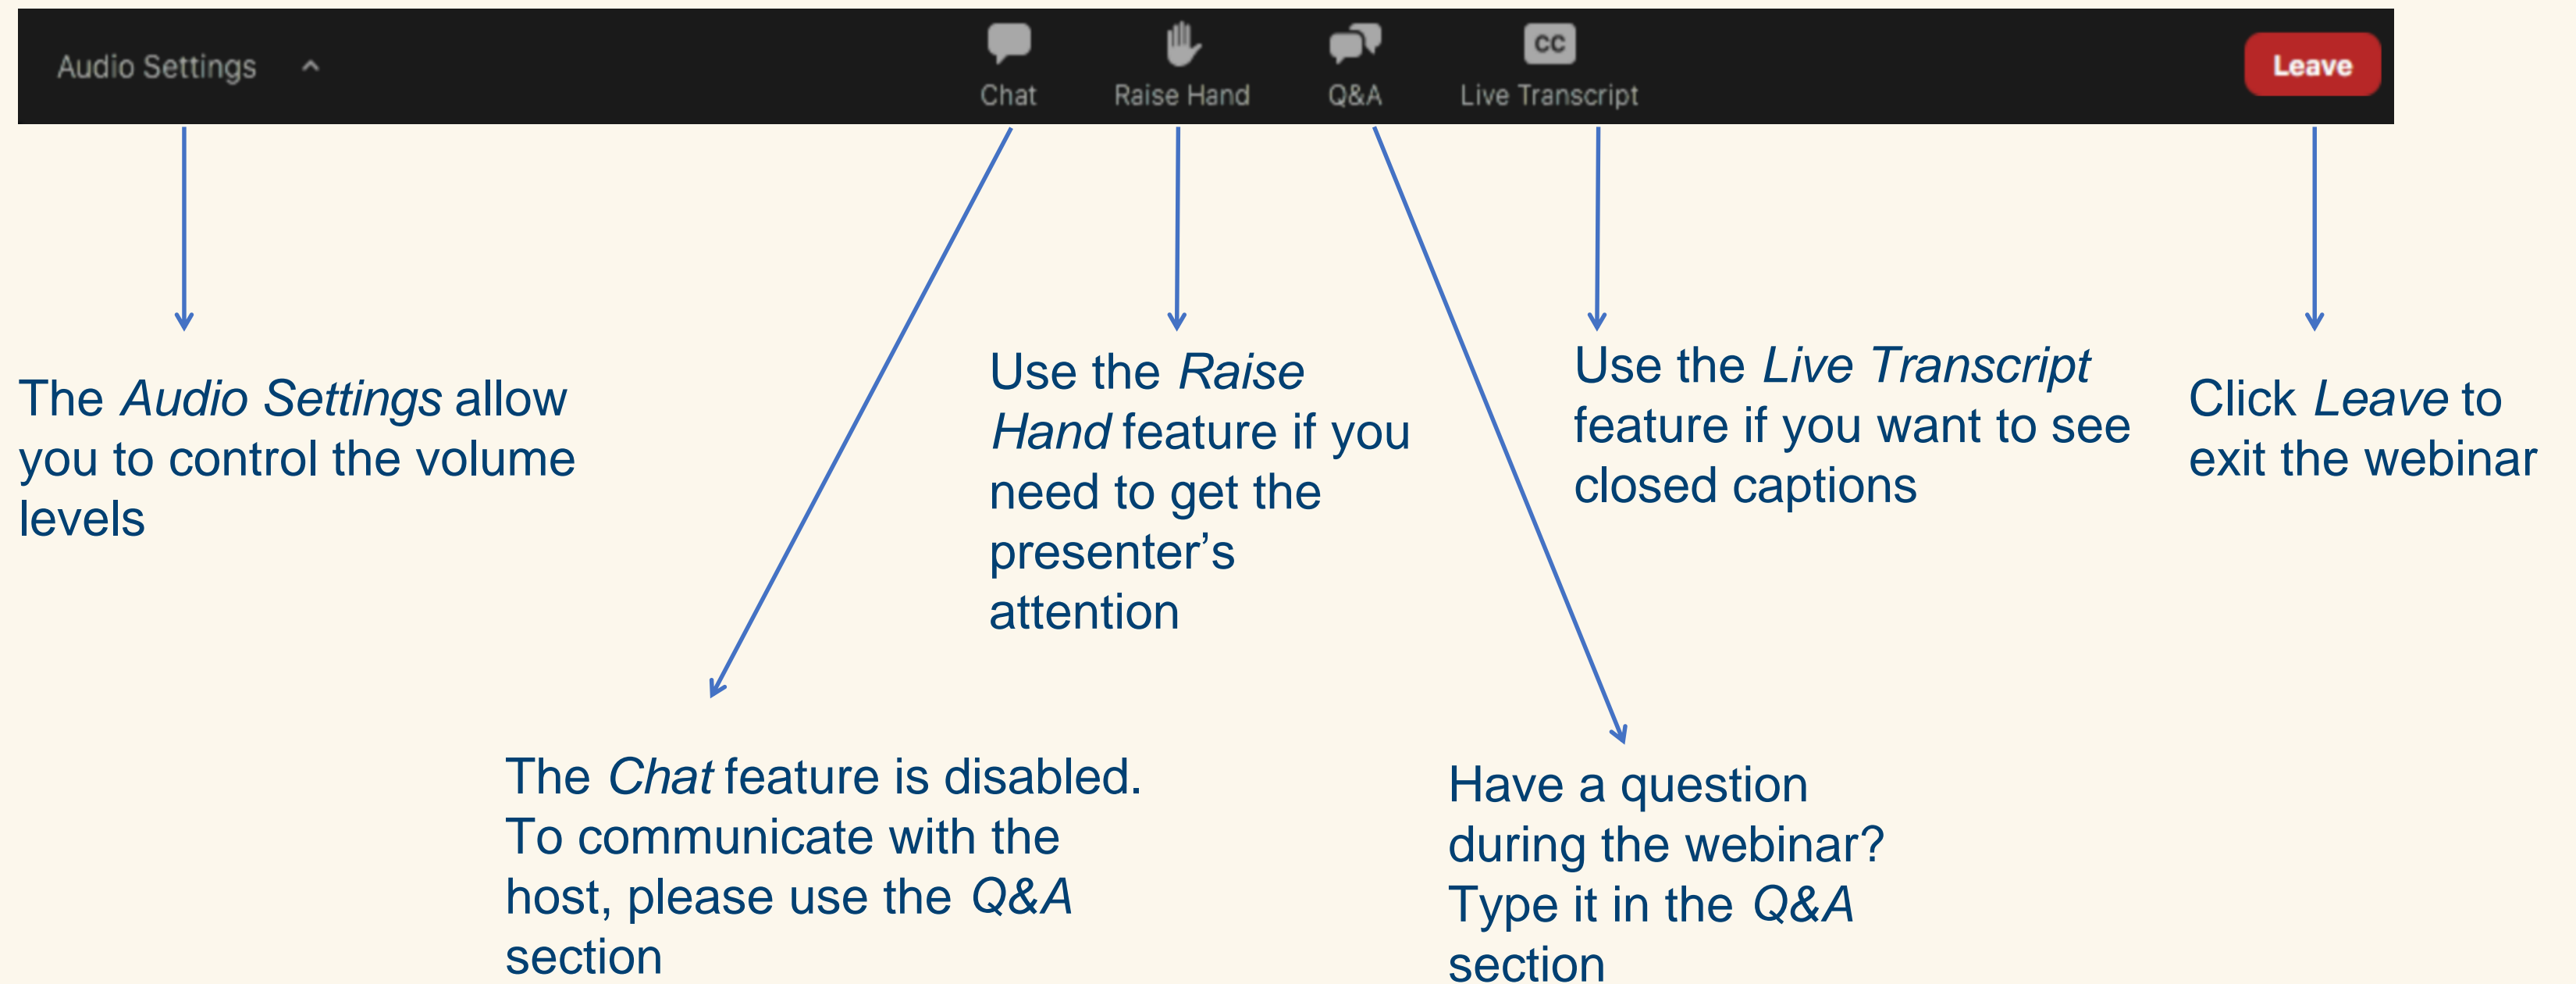 Audio Settings
Chat
Raise Hand
CC
Q&A
Live Transcript
Leave
The Audio Settings allow
you to control the volume
levels
Use the Raise
Hand feature if you
need to get the
presenter’s
attention
Use the Live Transcript
feature if you want to see
closed captions
Click Leave to
exit the webinar
The Chat feature is disabled.
To communicate with the
host, please use the Q&A
section
Have a question
during the webinar?
Type it in the Q&A
section